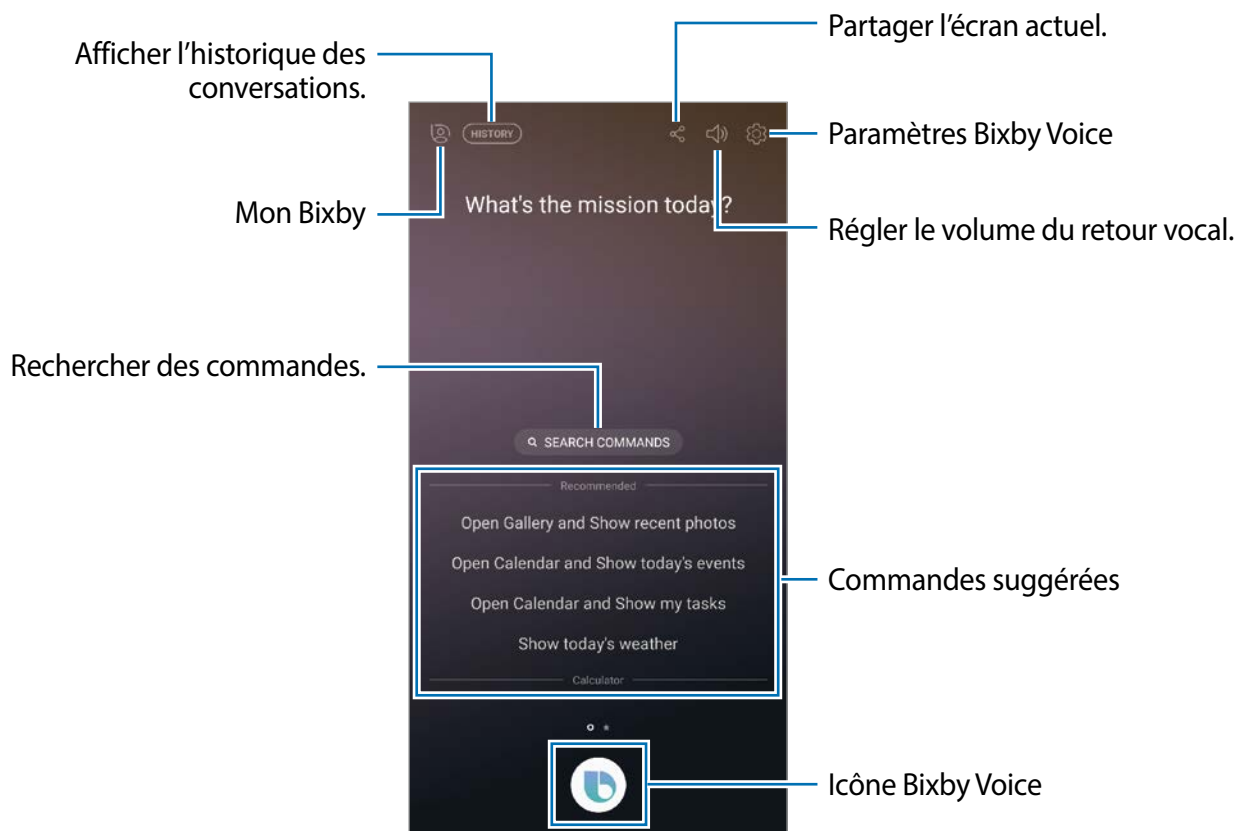 Partager l’écran actuel.
Afficher l’historique des
conversations.
HISTORY
Paramètres Bixby Voice
Mon Bixby
What's the mission today?
Régler le volume du retour vocal.
Rechercher des commandes.
SEARCH COMMANDS
Recommended
Open Gallery and Show recent photos
Open Calendar and Show today's events
Commandes suggérées
Open Calendar and Show my tasks
Show today's weather
Calculator
Icône Bixby Voice